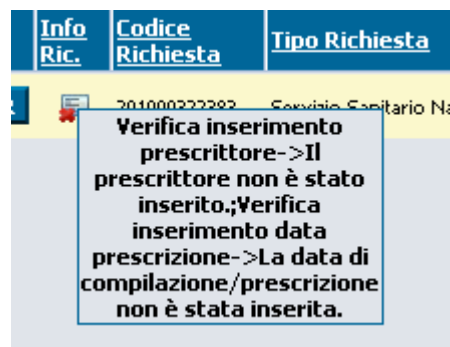 Info Ric.
Codice Richiesta
Tipo Richiesta
Verifica inserimento
prescrittore->Il
prescrittore non è stato
inserito.;Verifica
inserimento data
prescrizione->La data di
compilazione/prescrizione
non è stata inserita.